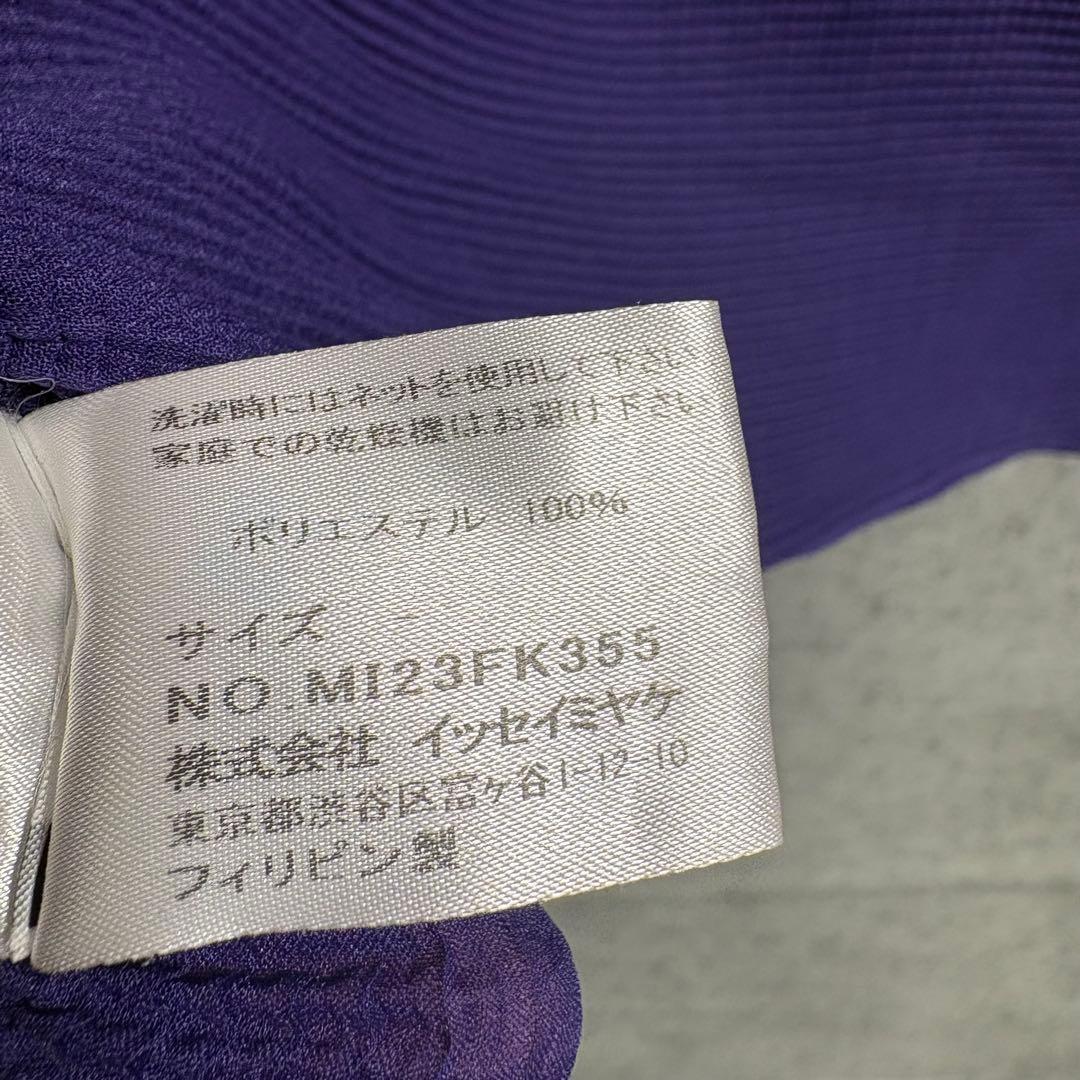 洗濯時にはネットを使用して下さい
家庭での乾燥機はお避け下さい
ポリエステル 100%
サイズ -
NO.MI23FK355
株式会社 イッセイミヤケ
東京都渋谷区富ヶ谷1-12-10
フィリピン製